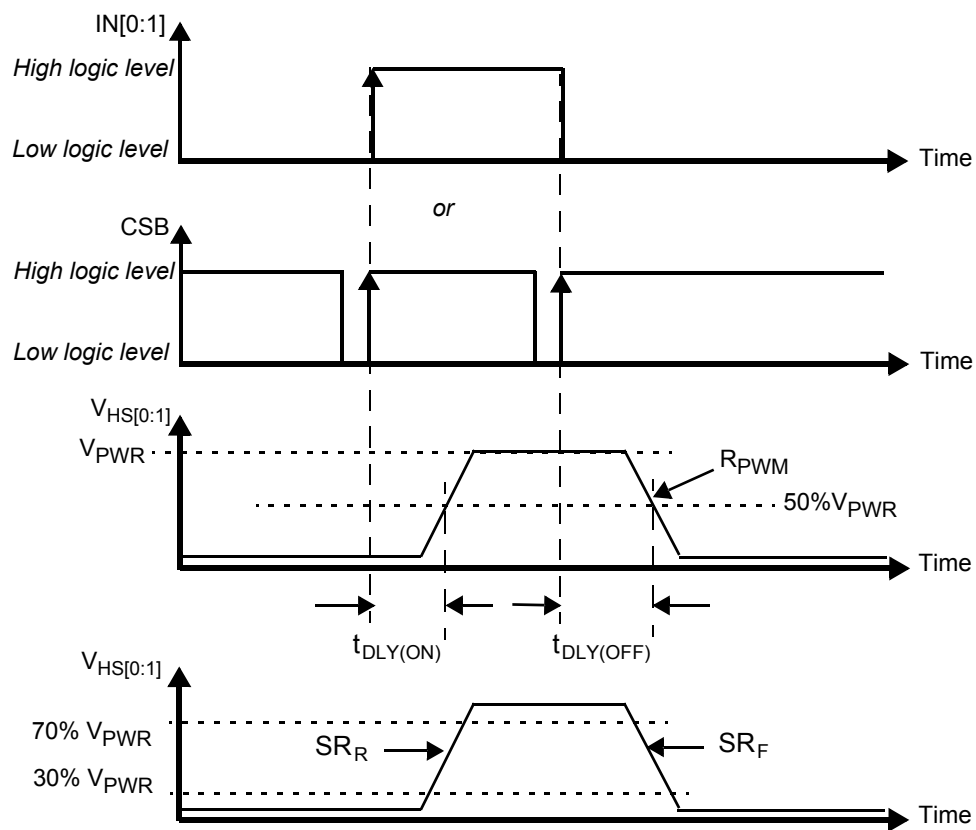 IN[0:1]
High logic level
Low logic level
Time
or
CSB
High logic level
Low logic level
Time
VHS[0:1]
VPWR
RPWM
50%VPWR
Time
tDLY(ON)
tDLY(OFF)
VHS[0:1]
70% VPWR
SRR
SRF
30% VPWR
Time